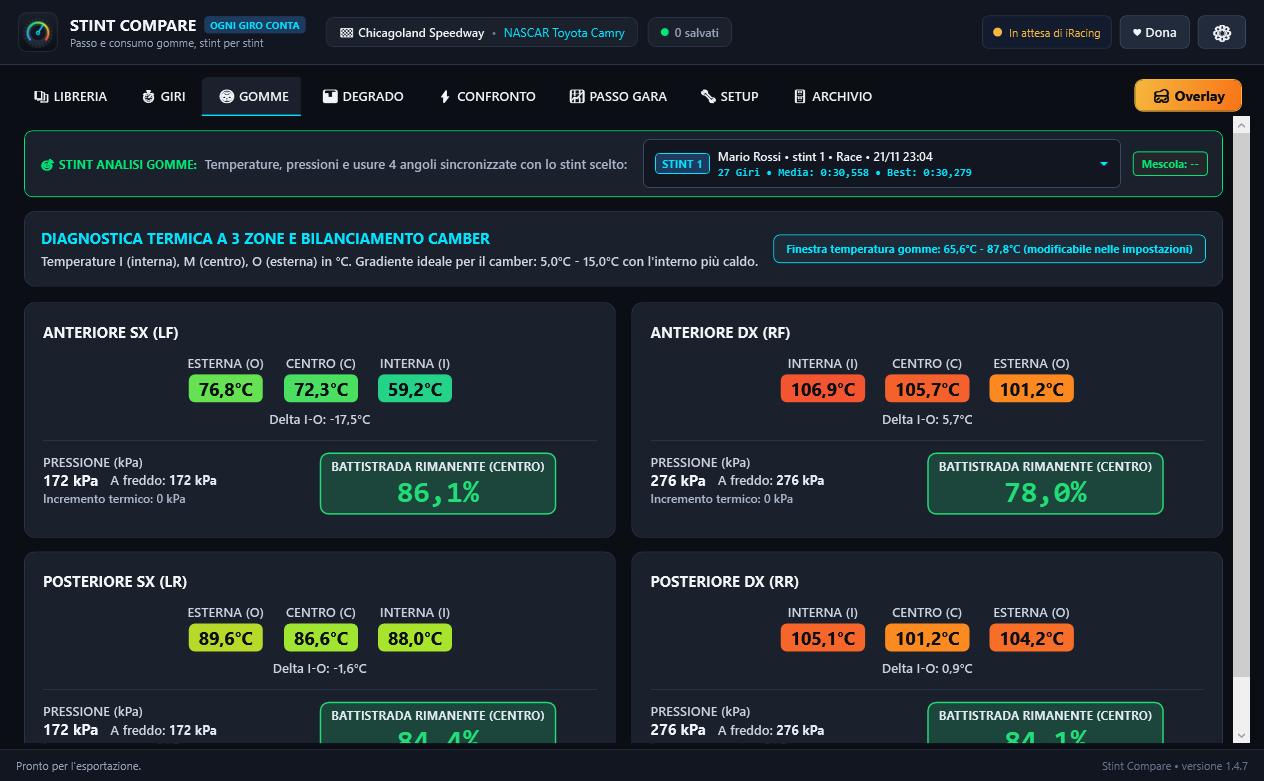 STINT COMPARE OGNI GIRO CONTA
Passo e consumo gomme, stint per stint
Chicagoland Speedway • NASCAR Toyota Camry
0 salvati
In attesa di iRacing
Dona
LIBRERIA
GIRI
GOMME
DEGRADO
CONFRONTO
PASSO GARA
SETUP
ARCHIVIO
Overlay
STINT ANALISI GOMME: Temperature, pressioni e usure 4 angoli sincronizzate con lo stint scelto:
STINT 1
Mario Rossi • stint 1 • Race • 21/11 23:04
27 Giri • Media: 0:30,558 • Best: 0:30,279
Mescola: --
DIAGNOSTICA TERMICA A 3 ZONE E BILANCIAMENTO CAMBER
Temperature I (interna), M (centro), O (esterna) in °C. Gradiente ideale per il camber: 5,0°C - 15,0°C con l'interno più caldo.
Finestra temperatura gomme: 65,6°C - 87,8°C (modificabile nelle impostazioni)
ANTERIORE SX (LF)
ESTERNA (O) CENTRO (C) INTERNA (I)
76,8°C 72,3°C 59,2°C
Delta I-O: -17,5°C
PRESSIONE (kPa)
172 kPa A freddo: 172 kPa
Incremento termico: 0 kPa
BATTISTRADA RIMANENTE (CENTRO)
86,1%
ANTERIORE DX (RF)
INTERNA (I) CENTRO (C) ESTERNA (O)
106,9°C 105,7°C 101,2°C
Delta I-O: 5,7°C
PRESSIONE (kPa)
276 kPa A freddo: 276 kPa
Incremento termico: 0 kPa
BATTISTRADA RIMANENTE (CENTRO)
78,0%
POSTERIORE SX (LR)
ESTERNA (O) CENTRO (C) INTERNA (I)
89,6°C 86,6°C 88,0°C
Delta I-O: -1,6°C
PRESSIONE (kPa)
172 kPa A freddo: 172 kPa
BATTISTRADA RIMANENTE (CENTRO)
84,4%
POSTERIORE DX (RR)
INTERNA (I) CENTRO (C) ESTERNA (O)
105,1°C 101,2°C 104,2°C
Delta I-O: 0,9°C
PRESSIONE (kPa)
276 kPa A freddo: 276 kPa
BATTISTRADA RIMANENTE (CENTRO)
84,1%
Pronto per l'esportazione.
Stint Compare • versione 1.4.7